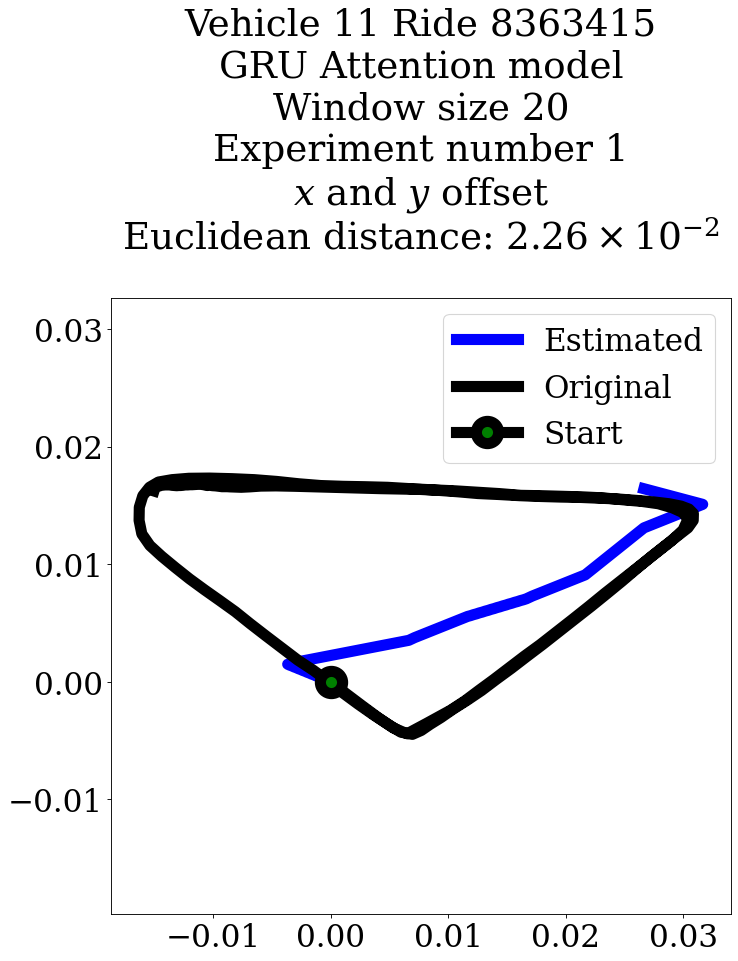 Vehicle 11 Ride 8363415
GRU Attention model
Window size 20
Experiment number 1
x and y offset
Euclidean distance: 2.26 × 10⁻²
Estimated
Original
Start
0.03
0.02
0.01
0.00
−0.01
−0.01 0.00 0.01 0.02 0.03